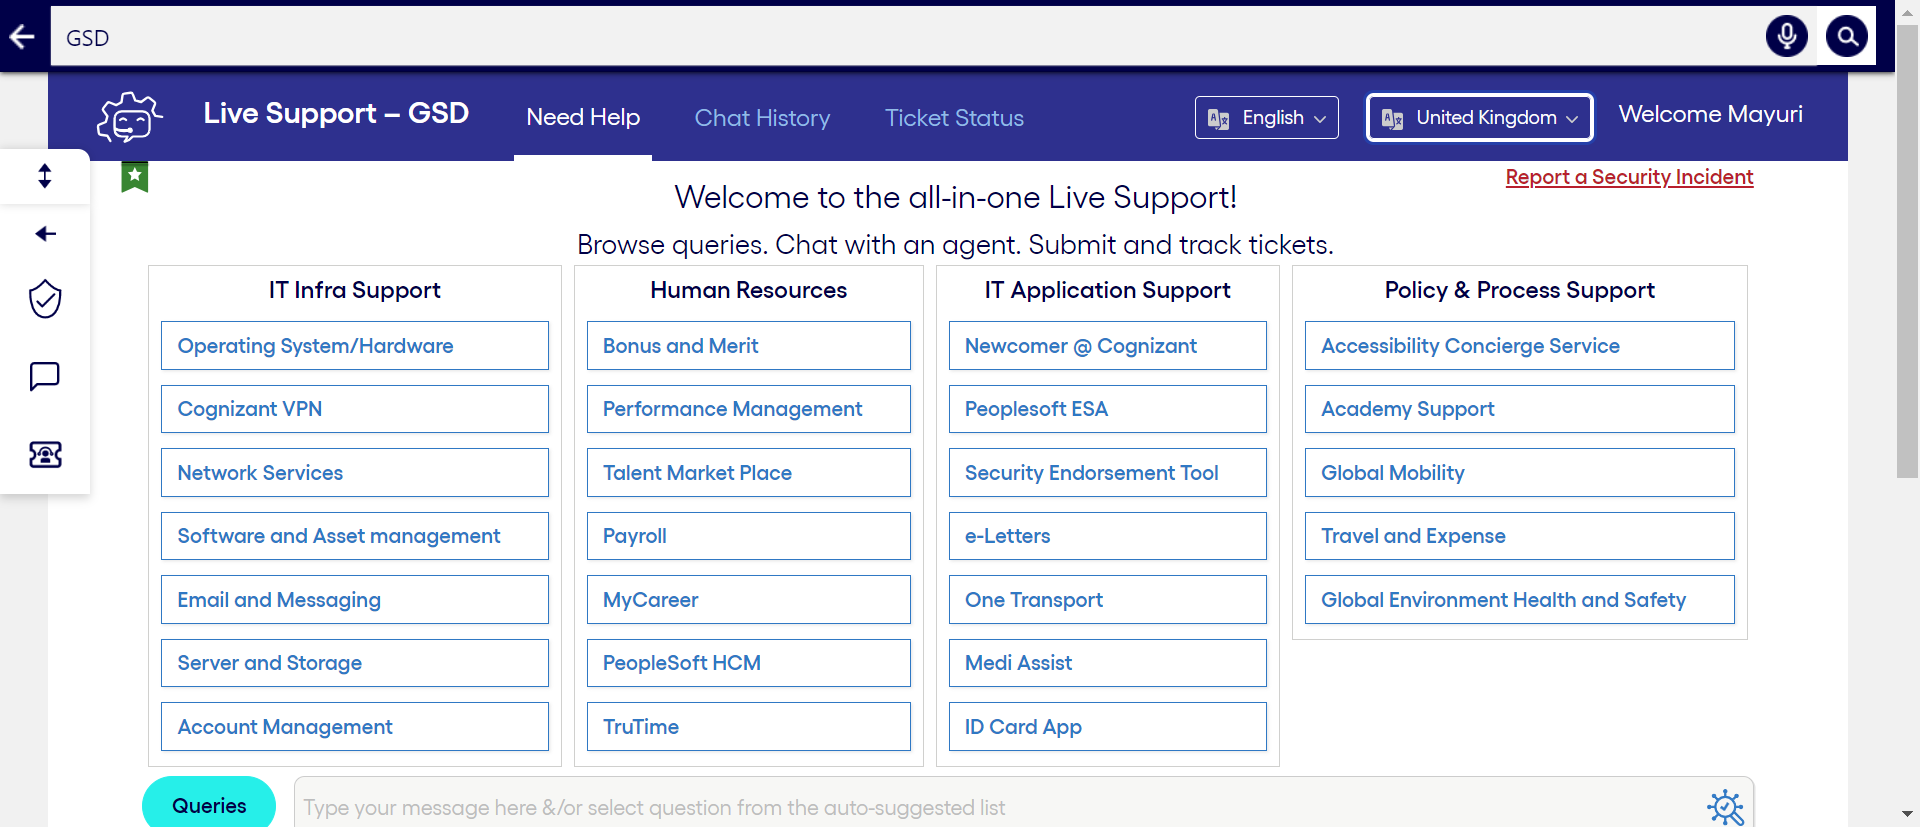 GSD
Live Support – GSD
Need Help
Chat History
Ticket Status
English
United Kingdom
Welcome Mayuri
Report a Security Incident
Welcome to the all-in-one Live Support!
Browse queries. Chat with an agent. Submit and track tickets.
IT Infra Support
Operating System/Hardware
Cognizant VPN
Network Services
Software and Asset management
Email and Messaging
Server and Storage
Account Management
Human Resources
Bonus and Merit
Performance Management
Talent Market Place
Payroll
MyCareer
PeopleSoft HCM
TruTime
IT Application Support
Newcomer @ Cognizant
Peoplesoft ESA
Security Endorsement Tool
e-Letters
One Transport
Medi Assist
ID Card App
Policy & Process Support
Accessibility Concierge Service
Academy Support
Global Mobility
Travel and Expense
Global Environment Health and Safety
Queries
Type your message here &/or select question from the auto-suggested list